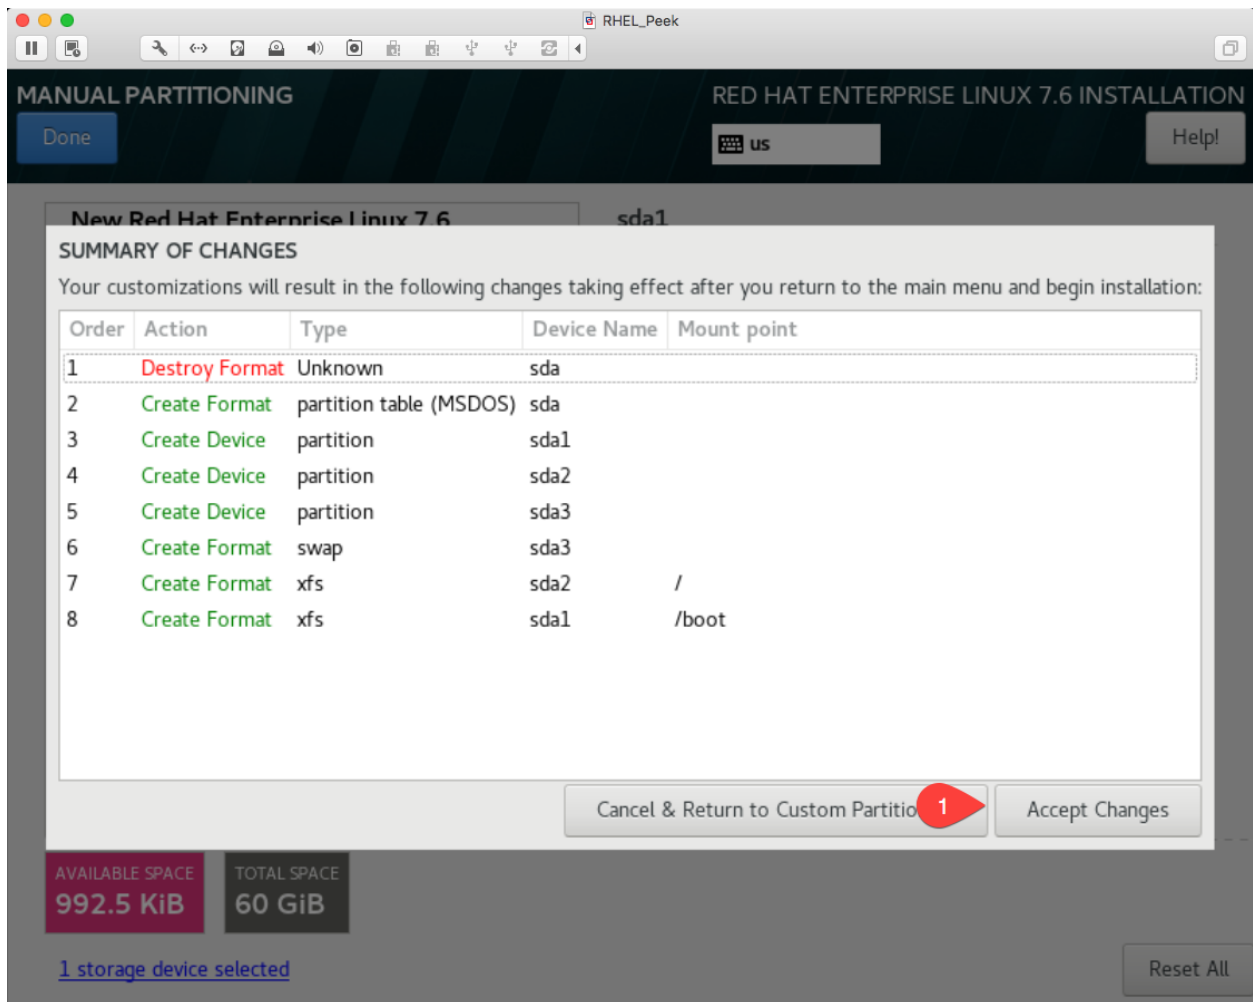 RHEL_Peek
MANUAL PARTITIONING
RED HAT ENTERPRISE LINUX 7.6 INSTALLATION
Done
us
Help!
New Red Hat Enterprise Linux 7.6
sda1
SUMMARY OF CHANGES
Your customizations will result in the following changes taking effect after you return to the main menu and begin installation:
Order Action Type Device Name Mount point
1 Destroy Format Unknown sda
2 Create Format partition table (MSDOS) sda
3 Create Device partition sda1
4 Create Device partition sda2
5 Create Device partition sda3
6 Create Format swap sda3
7 Create Format xfs sda2 /
8 Create Format xfs sda1 /boot
Cancel & Return to Custom Partitio
1
Accept Changes
AVAILABLE SPACE
992.5 KiB
TOTAL SPACE
60 GiB
1 storage device selected
Reset All